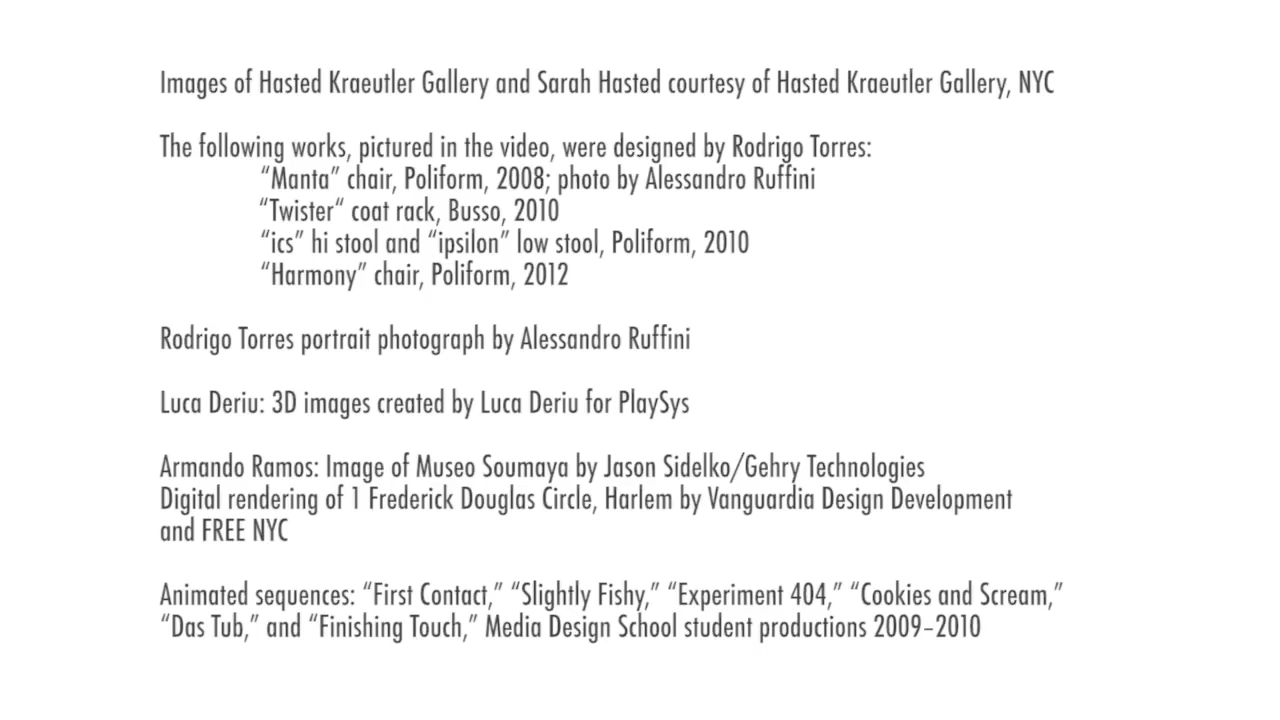 Images of Hasted Kraeutler Gallery and Sarah Hasted courtesy of Hasted Kraeutler Gallery, NYC
The following works, pictured in the video, were designed by Rodrigo Torres:
“Manta” chair, Poliform, 2008; photo by Alessandro Ruffini
“Twister“ coat rack, Busso, 2010
“ics” hi stool and “ipsilon” low stool, Poliform, 2010
“Harmony” chair, Poliform, 2012
Rodrigo Torres portrait photograph by Alessandro Ruffini
Luca Deriu: 3D images created by Luca Deriu for PlaySys
Armando Ramos: Image of Museo Soumaya by Jason Sidelko/Gehry Technologies
Digital rendering of 1 Frederick Douglas Circle, Harlem by Vanguardia Design Development
and FREE NYC
Animated sequences: “First Contact,” “Slightly Fishy,” “Experiment 404,” “Cookies and Scream,”
“Das Tub,” and “Finishing Touch,” Media Design School student productions 2009–2010